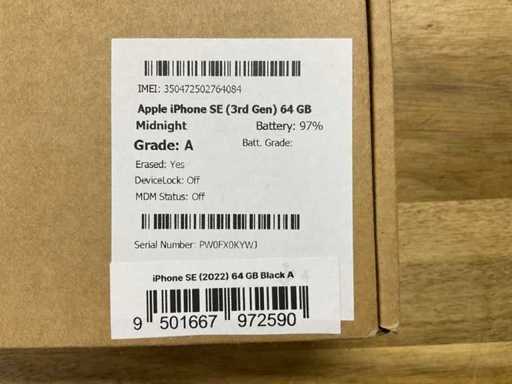 IMEI: 350472502764084
Apple iPhone SE (3rd Gen) 64 GB
Midnight Battery: 97%
Grade: A Batt. Grade:
Erased: Yes
DeviceLock: Off
MDM Status: Off
Serial Number: PW0FX0KYWJ
iPhone SE (2022) 64 GB Black A
9 501667 972590